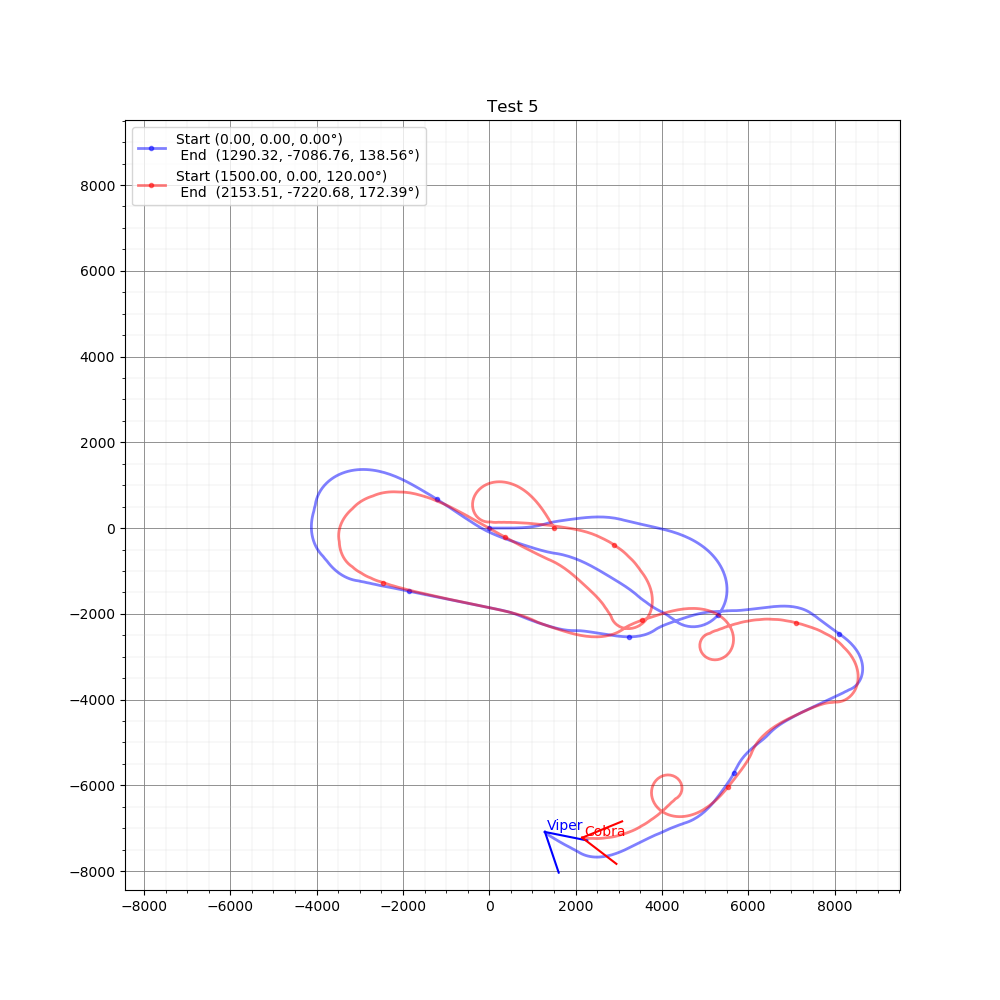 Test 5
Start (0.00, 0.00, 0.00°)
End (1290.32, -7086.76, 138.56°)
Start (1500.00, 0.00, 120.00°)
End (2153.51, -7220.68, 172.39°)
8000
6000
4000
2000
0
−2000
−4000
−6000
−8000
Viper
Cobra
−8000 −6000 −4000 −2000 0 2000 4000 6000 8000